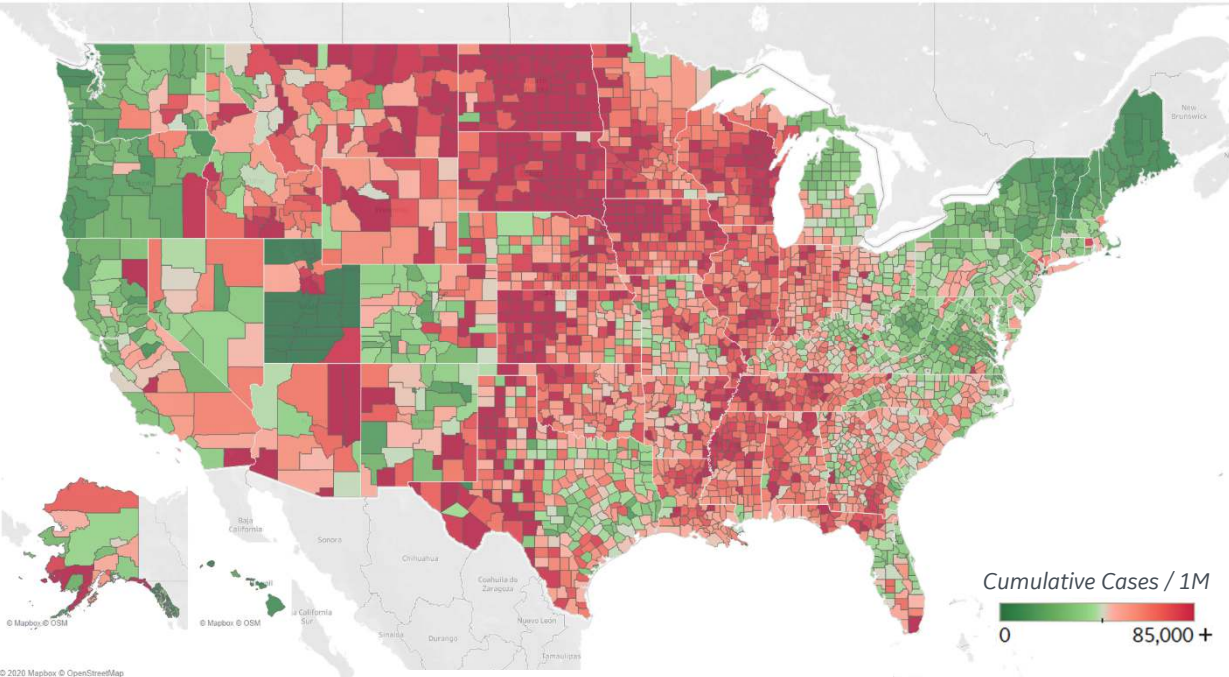 New
Brunswick
Baja
California
Sonora
Chihuahua
Coahuila de
Zaragoza
a California
Sur
Sinaloa
Durango
Nuevo León
Tamaulipas
Cumulative Cases / 1M
0
85,000 +
© Mapbox © OSM
© Mapbox © OSM
© 2020 Mapbox © OpenStreetMap